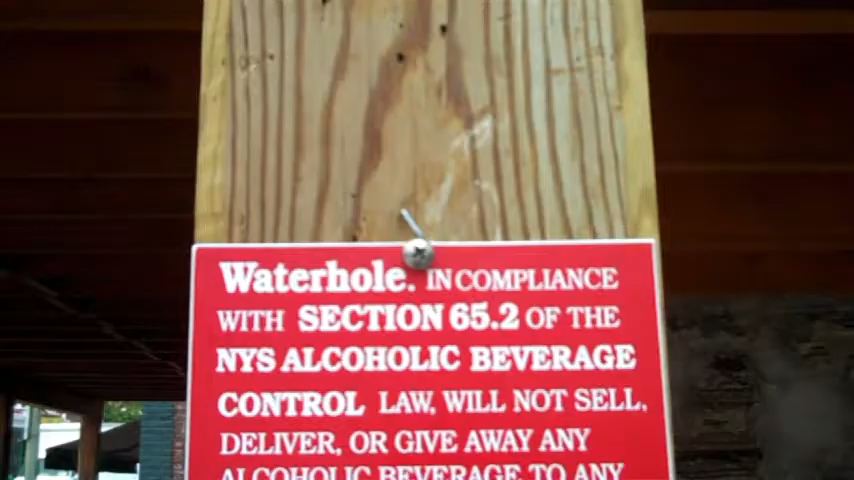 Waterhole. IN COMPLIANCE
WITH SECTION 65.2 OF THE
NYS ALCOHOLIC BEVERAGE
CONTROL LAW, WILL NOT SELL,
DELIVER, OR GIVE AWAY ANY
ALCOHOLIC BEVERAGE TO ANY